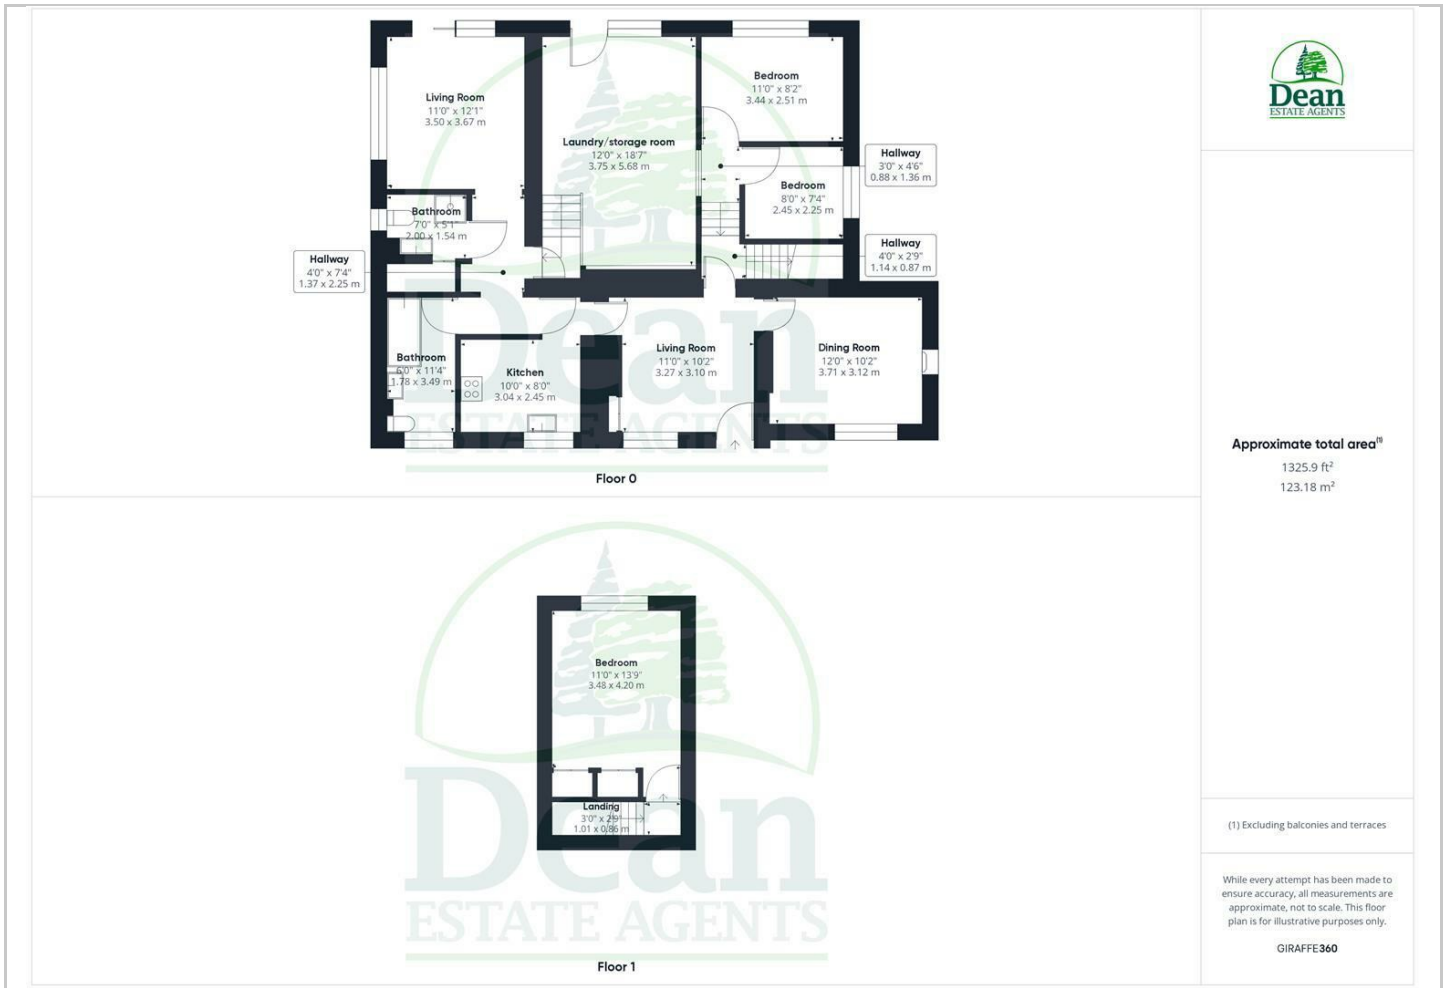 Living Room
11'0" x 12'1"
3.50 x 3.67 m
Laundry/storage room
12'0" x 18'7"
3.75 x 5.68 m
Bedroom
11'0" x 8'2"
3.44 x 2.51 m
Hallway
3'0" x 4'6"
0.88 x 1.36 m
Bedroom
8'0" x 7'4"
2.45 x 2.25 m
Bathroom
7'0" x 5'1"
2.00 x 1.54 m
Hallway
4'0" x 7'4"
1.37 x 2.25 m
Hallway
4'0" x 2'9"
1.14 x 0.87 m
Bathroom
6'0" x 11'4"
1.78 x 3.49 m
Kitchen
10'0" x 8'0"
3.04 x 2.45 m
Living Room
11'0" x 10'2"
3.27 x 3.10 m
Dining Room
12'0" x 10'2"
3.71 x 3.12 m
Dean
ESTATE AGENTS
Floor 0
Bedroom
11'0" x 13'9"
3.48 x 4.20 m
Landing
3'0" x 2'9"
1.01 x 0.86 m
Dean
ESTATE AGENTS
Floor 1
Dean
ESTATE AGENTS
Approximate total area(1)
1325.9 ft²
123.18 m²
(1) Excluding balconies and terraces
While every attempt has been made to
ensure accuracy, all measurements are
approximate, not to scale. This floor
plan is for illustrative purposes only.
GIRAFFE360